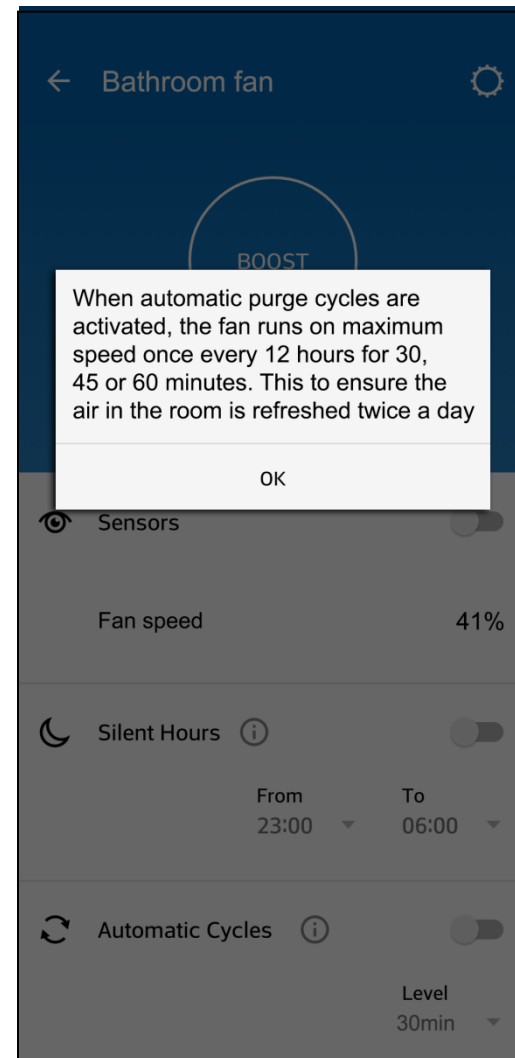 Bathroom fan
BOOST
When automatic purge cycles are
activated, the fan runs on maximum
speed once every 12 hours for 30,
45 or 60 minutes. This to ensure the
air in the room is refreshed twice a day
OK
Sensors
Fan speed 41%
Silent Hours
From To
23:00 06:00
Automatic Cycles
Level
30min